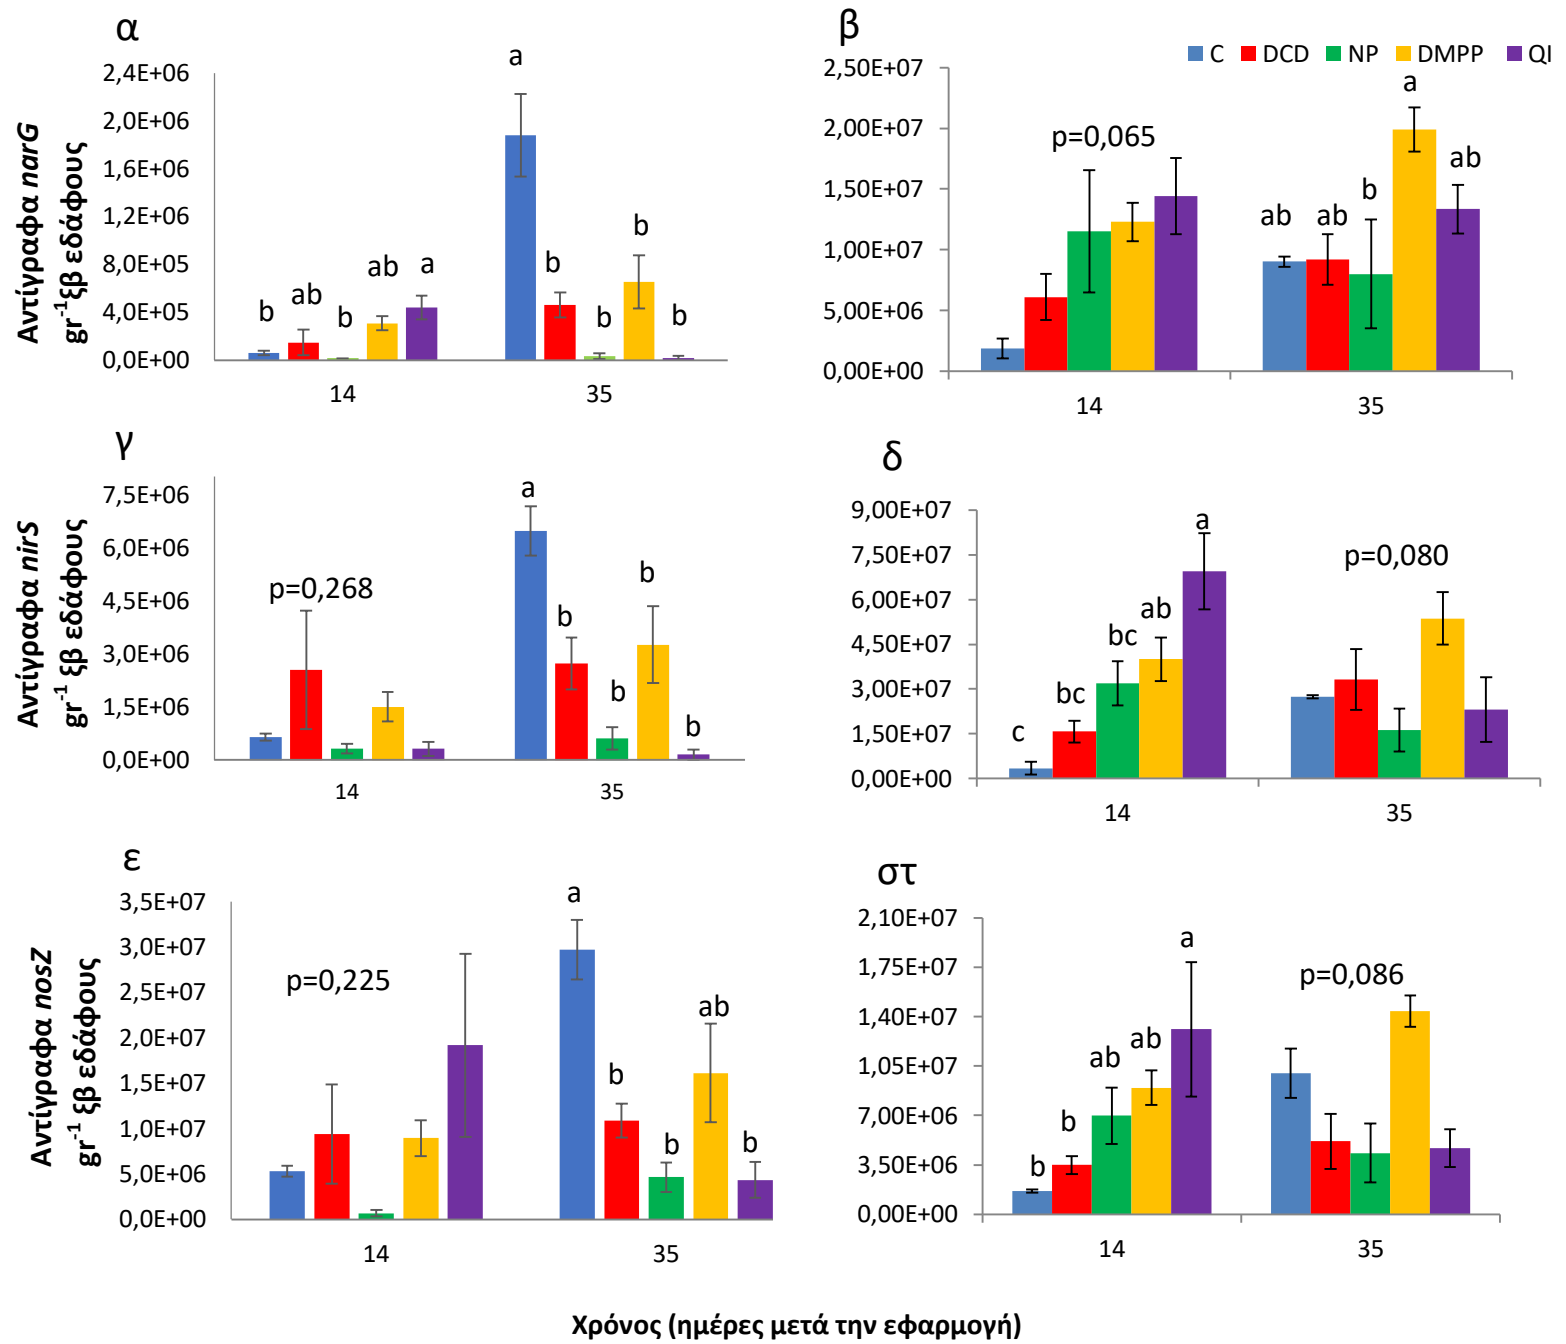 α
2,4E+06
2,0E+06
1,6E+06
1,2E+06
8,0E+05
4,0E+05
0,0E+00
Αντίγραφα narG
gr⁻¹ξβ εδάφους
b ab b ab a
a b b b b
14 35
β
C DCD NP DMPP QI
2,50E+07
2,00E+07
1,50E+07
1,00E+07
5,00E+06
0,00E+00
p=0,065
ab ab b a ab
14 35
γ
7,5E+06
6,0E+06
4,5E+06
3,0E+06
1,5E+06
0,0E+00
Αντίγραφα nirS
gr⁻¹ ξβ εδάφους
p=0,268
a b b b b
14 35
δ
9,00E+07
7,50E+07
6,00E+07
4,50E+07
3,00E+07
1,50E+07
0,00E+00
c bc bc ab a
p=0,080
14 35
ε
3,5E+07
3,0E+07
2,5E+07
2,0E+07
1,5E+07
1,0E+07
5,0E+06
0,0E+00
Αντίγραφα nosZ
gr⁻¹ ξβ εδάφους
p=0,225
a b b ab b
14 35
στ
2,10E+07
1,75E+07
1,40E+07
1,05E+07
7,00E+06
3,50E+06
0,00E+00
b b ab ab a
p=0,086
14 35
Χρόνος (ημέρες μετά την εφαρμογή)